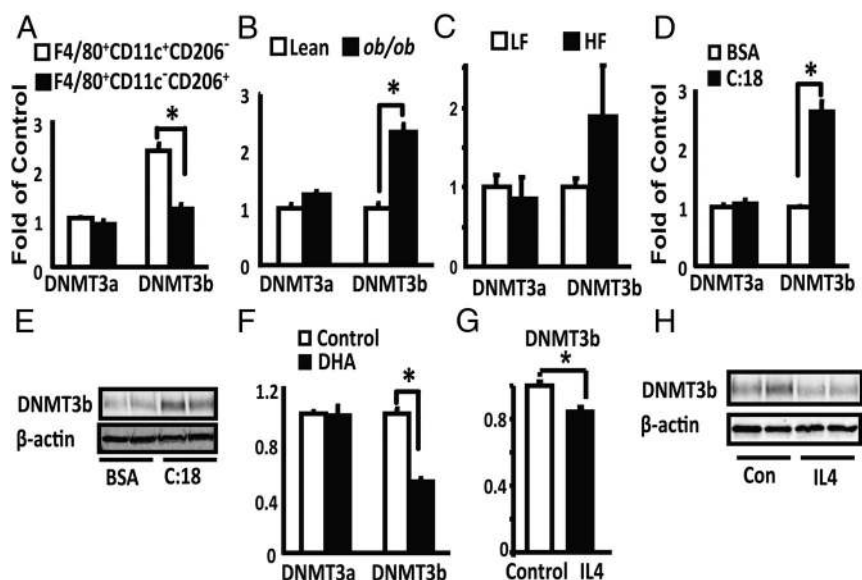 A
F4/80⁺CD11c⁺CD206⁻
F4/80⁺CD11c⁻CD206⁺
Fold of Control
3
2
1
0
*
DNMT3a DNMT3b
B
Lean ob/ob
3
2
1
0
*
DNMT3a DNMT3b
C
LF HF
2
1
0
DNMT3a DNMT3b
D
BSA
C:18
Fold of Control
3
2
1
0
*
DNMT3a DNMT3b
E
DNMT3b
β-actin
BSA C:18
F
Control
DHA
1.2
0.8
0.4
0
*
DNMT3a DNMT3b
G
DNMT3b
*
0.8
0.4
0
Control IL4
H
DNMT3b
β-actin
Con IL4